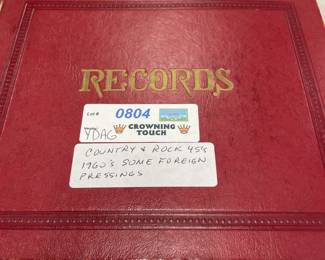 RECORDS
Lot # 0804
YDAG CROWNING
TOUCH
COUNTRY & ROCK 45's
1960's SOME FOREIGN
PRESSINGS